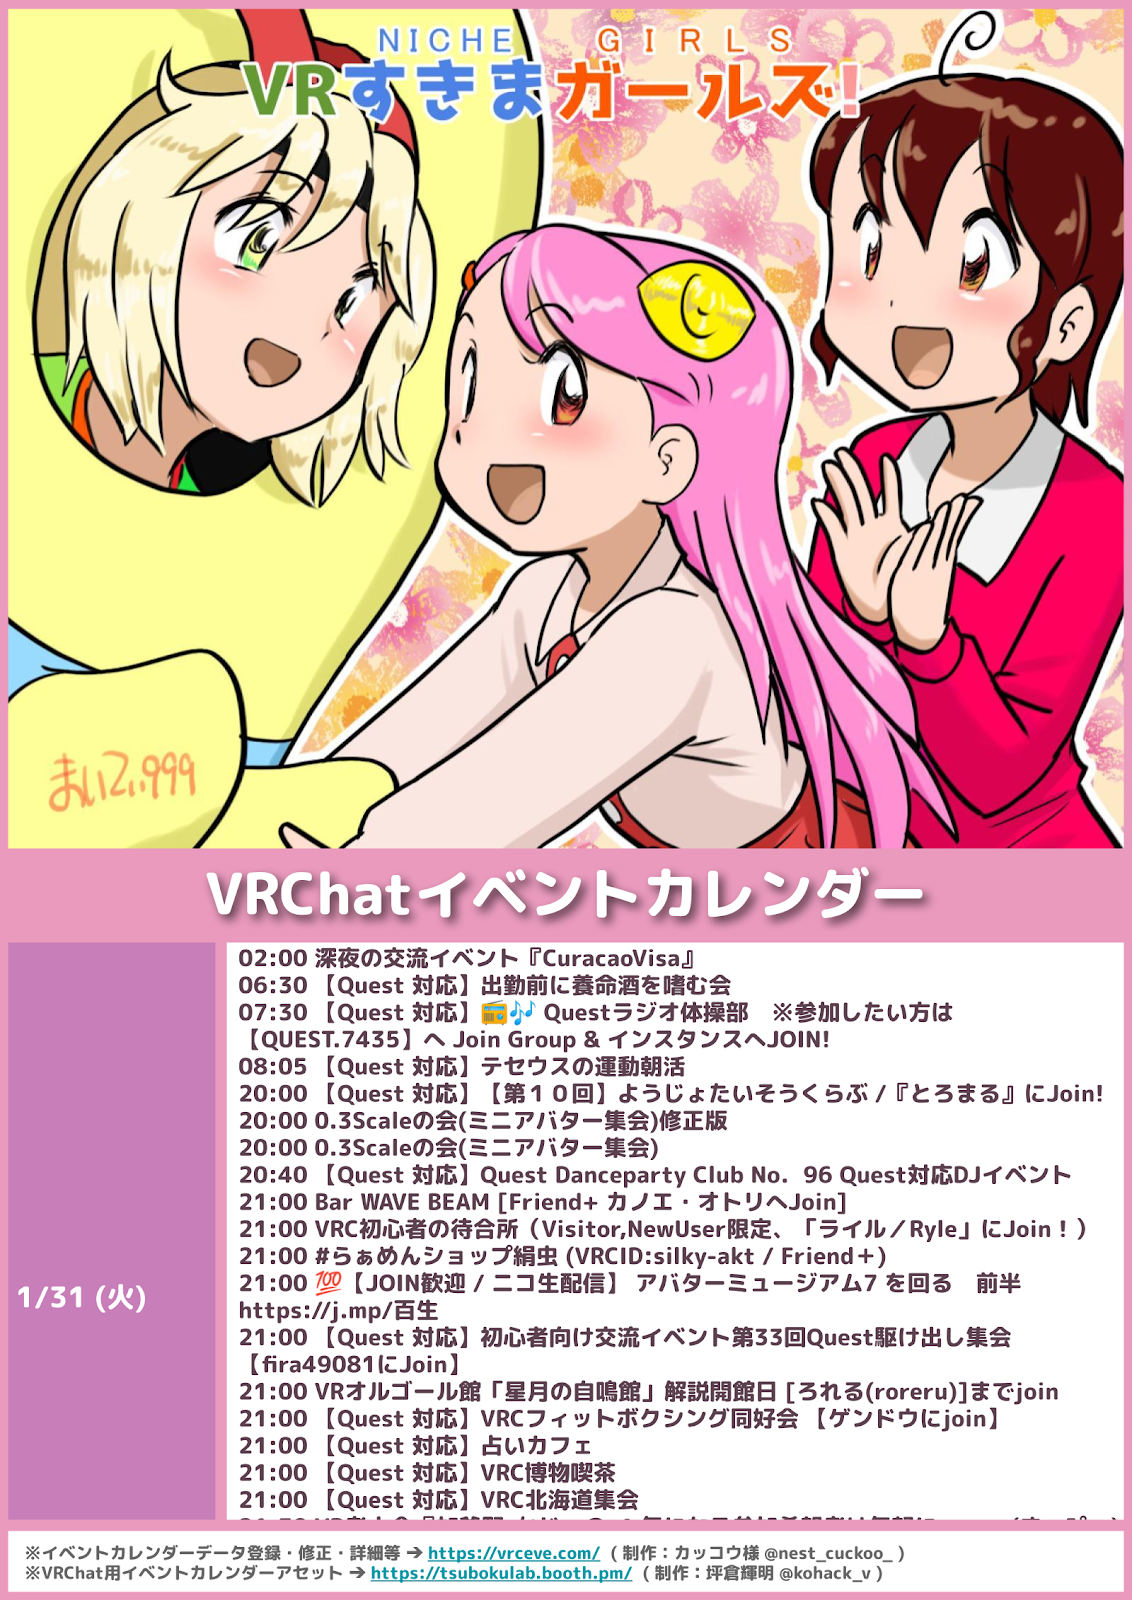 NICHE GIRLS
VRすきまガールズ!
まいてい999
VRChatイベントカレンダー
1/31 (火)
02:00 深夜の交流イベント『CuracaoVisa』
06:30 【Quest 対応】出勤前に養命酒を嗜む会
07:30 【Quest 対応】📻🎶 Questラジオ体操部　※参加したい方は
【QUEST.7435】へ Join Group & インスタンスへJOIN!
08:05 【Quest 対応】テセウスの運動朝活
20:00 【Quest 対応】【第１０回】ようじょたいそうくらぶ /『とろまる』にJoin!
20:00 0.3Scaleの会(ミニアバター集会)修正版
20:00 0.3Scaleの会(ミニアバター集会)
20:40 【Quest 対応】Quest Danceparty Club No．96 Quest対応DJイベント
21:00 Bar WAVE BEAM [Friend+ カノエ・オトリへJoin]
21:00 VRC初心者の待合所（Visitor,NewUser限定、「ライル／Ryle」にJoin！）
21:00 #らぁめんショップ絹虫 (VRCID:silky-akt / Friend＋)
21:00 💯【JOIN歓迎 / ニコ生配信】 アバターミュージアム7 を回る　前半
https://j.mp/百生
21:00 【Quest 対応】初心者向け交流イベント第33回Quest駆け出し集会
【fira49081にJoin】
21:00 VRオルゴール館「星月の自鳴館」解説開館日 [ろれる(roreru)]までjoin
21:00 【Quest 対応】VRCフィットボクシング同好会 【ゲンドウにjoin】
21:00 【Quest 対応】占いカフェ
21:00 【Quest 対応】VRC博物喫茶
21:00 【Quest 対応】VRC北海道集会
※イベントカレンダーデータ登録・修正・詳細等 ➔ https://vrceve.com/ ( 制作：カッコウ様 @nest_cuckoo_ )
※VRChat用イベントカレンダーアセット ➔ https://tsubokulab.booth.pm/ ( 制作：坪倉輝明 @kohack_v )